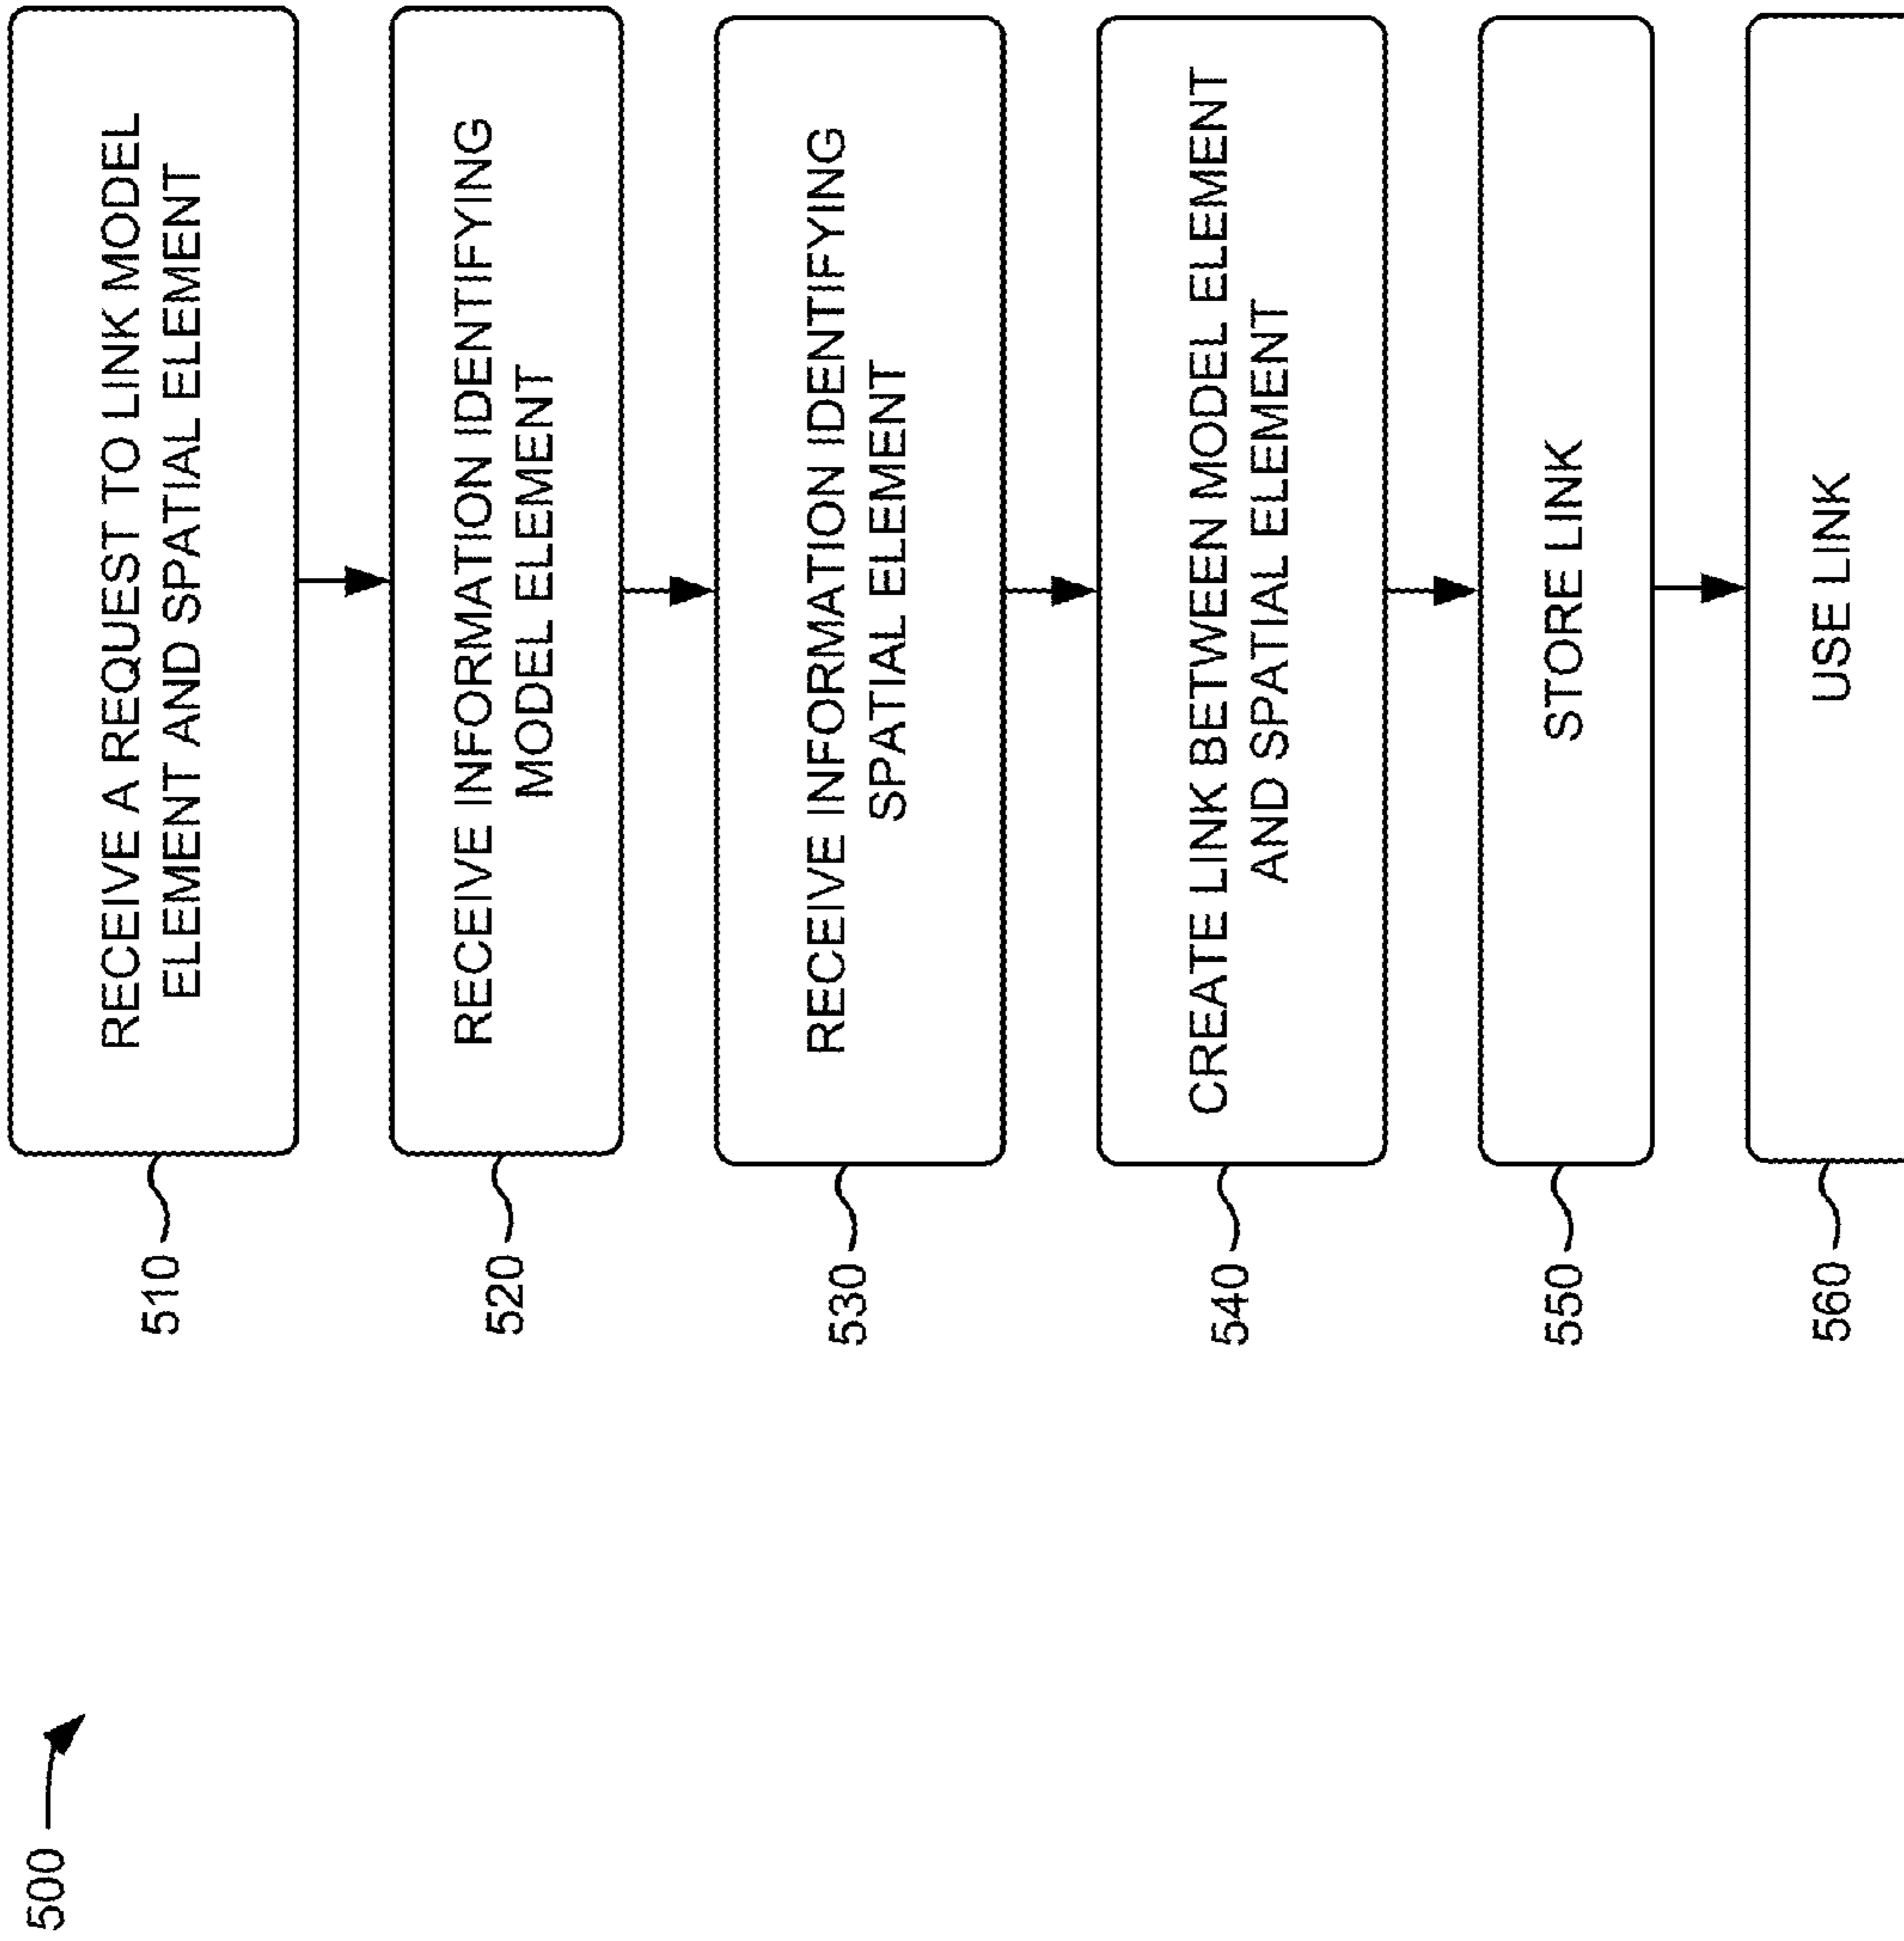 500
510
RECEIVE A REQUEST TO LINK MODEL
ELEMENT AND SPATIAL ELEMENT
520
RECEIVE INFORMATION IDENTIFYING
MODEL ELEMENT
530
RECEIVE INFORMATION IDENTIFYING
SPATIAL ELEMENT
540
CREATE LINK BETWEEN MODEL ELEMENT
AND SPATIAL ELEMENT
550
STORE LINK
560
USE LINK